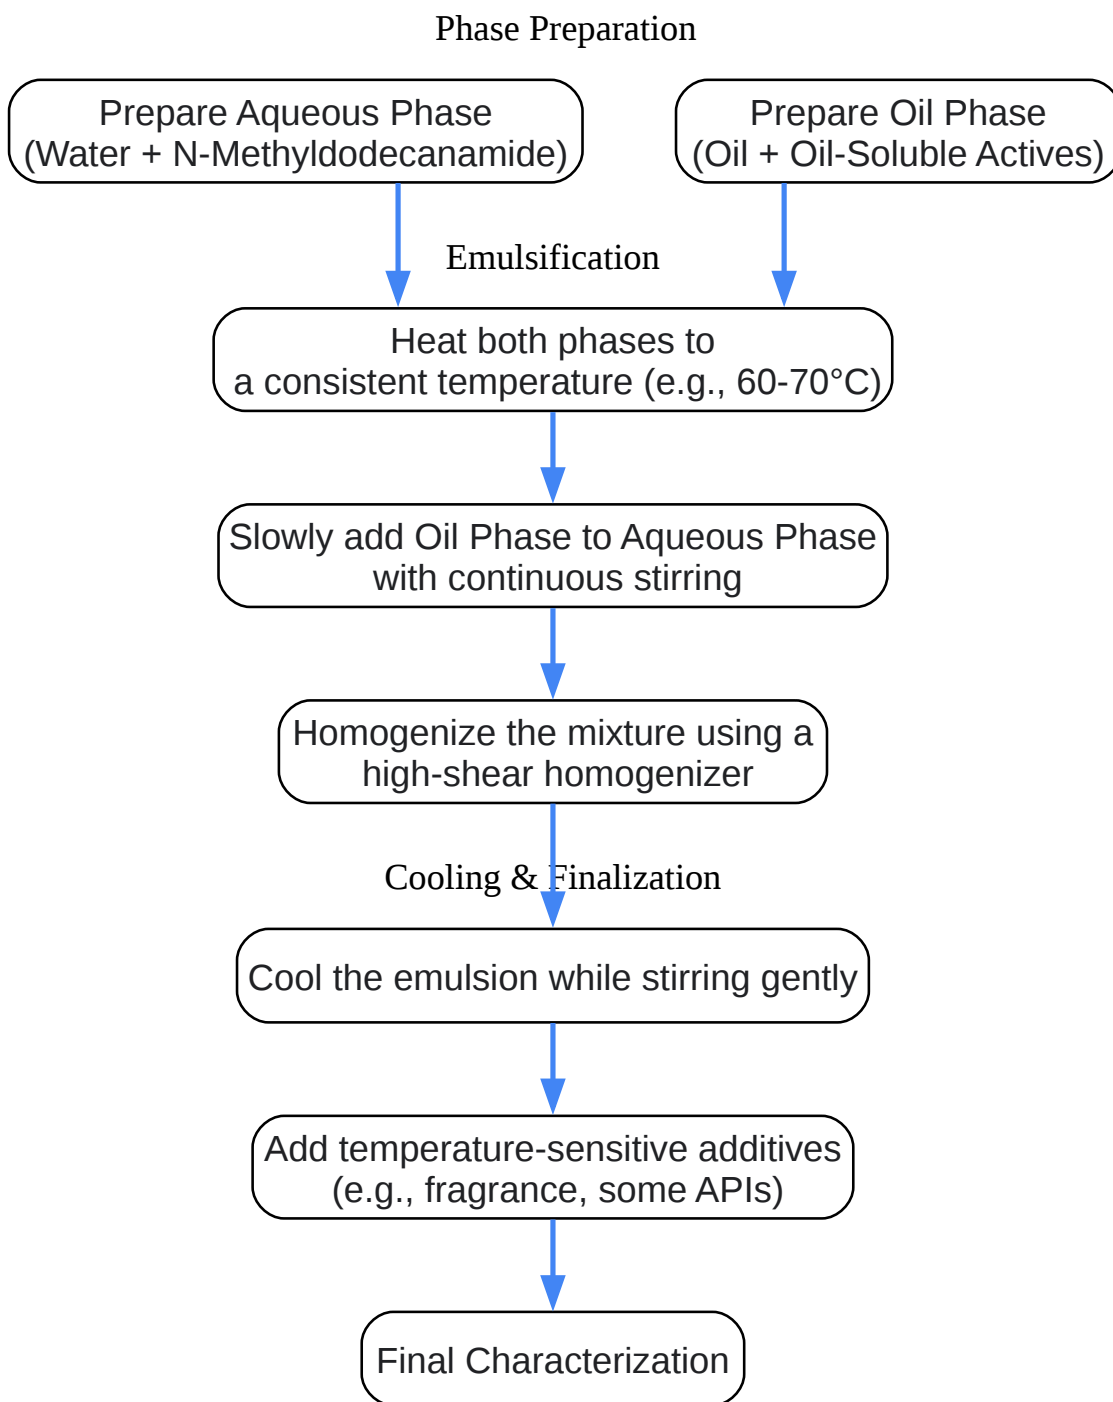 Phase Preparation
Prepare Aqueous Phase
(Water + N-Methyldodecanamide)
Prepare Oil Phase
(Oil + Oil-Soluble Actives)
Emulsification
Heat both phases to
a consistent temperature (e.g., 60-70°C)
Slowly add Oil Phase to Aqueous Phase
with continuous stirring
Homogenize the mixture using a
high-shear homogenizer
Cooling & Finalization
Cool the emulsion while stirring gently
Add temperature-sensitive additives
(e.g., fragrance, some APIs)
Final Characterization